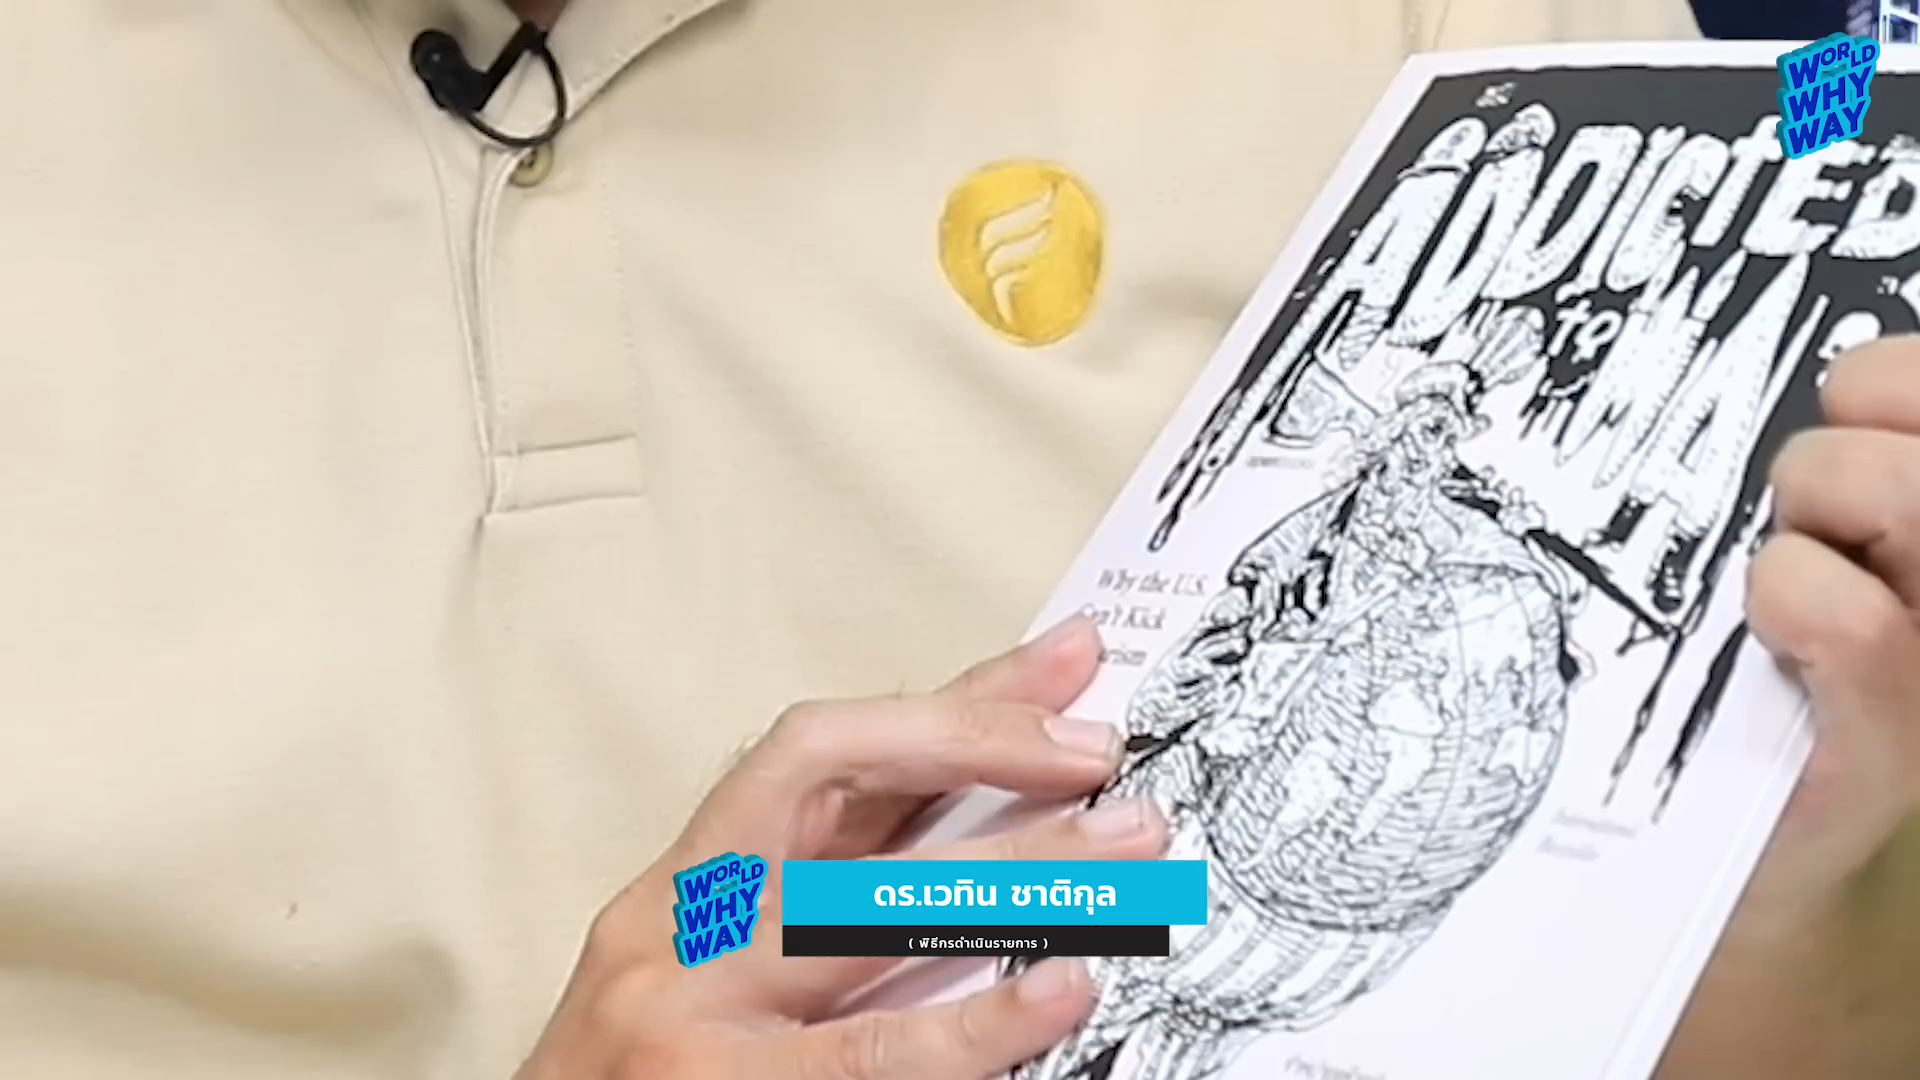 WORLD
WHY
WAY
ADDICTED
to
WA
Why the U.S.
Can't Kick
WORLD
WHY
WAY
ดร.เวทิน ชาติกุล
( พิธีกรดำเนินรายการ )